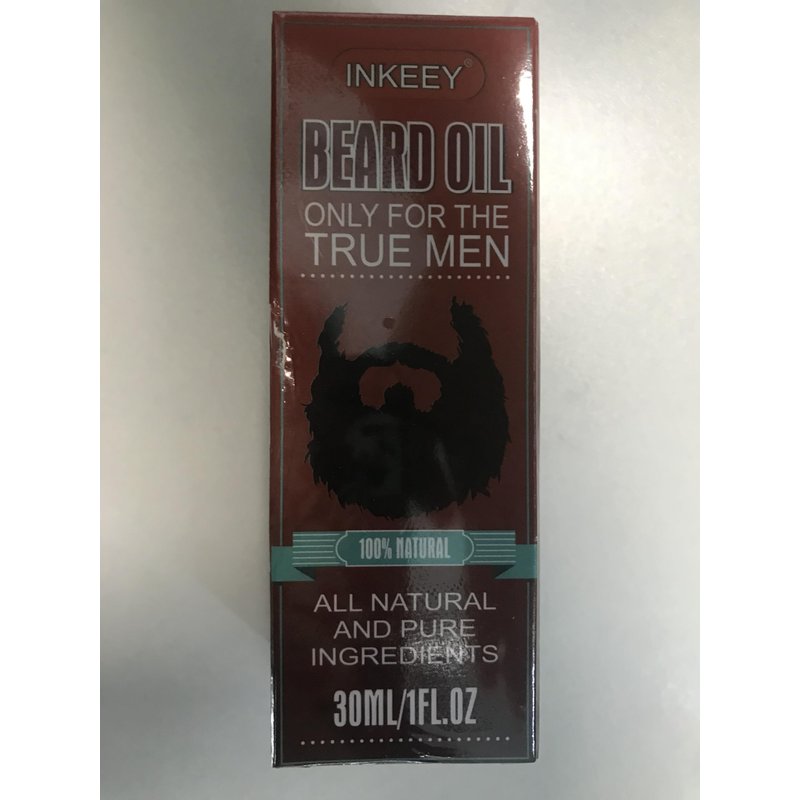 INKEEY®
BEARD OIL
ONLY FOR THE
TRUE MEN
100% NATURAL
ALL NATURAL
AND PURE
INGREDIENTS
30ML/1FL.OZ